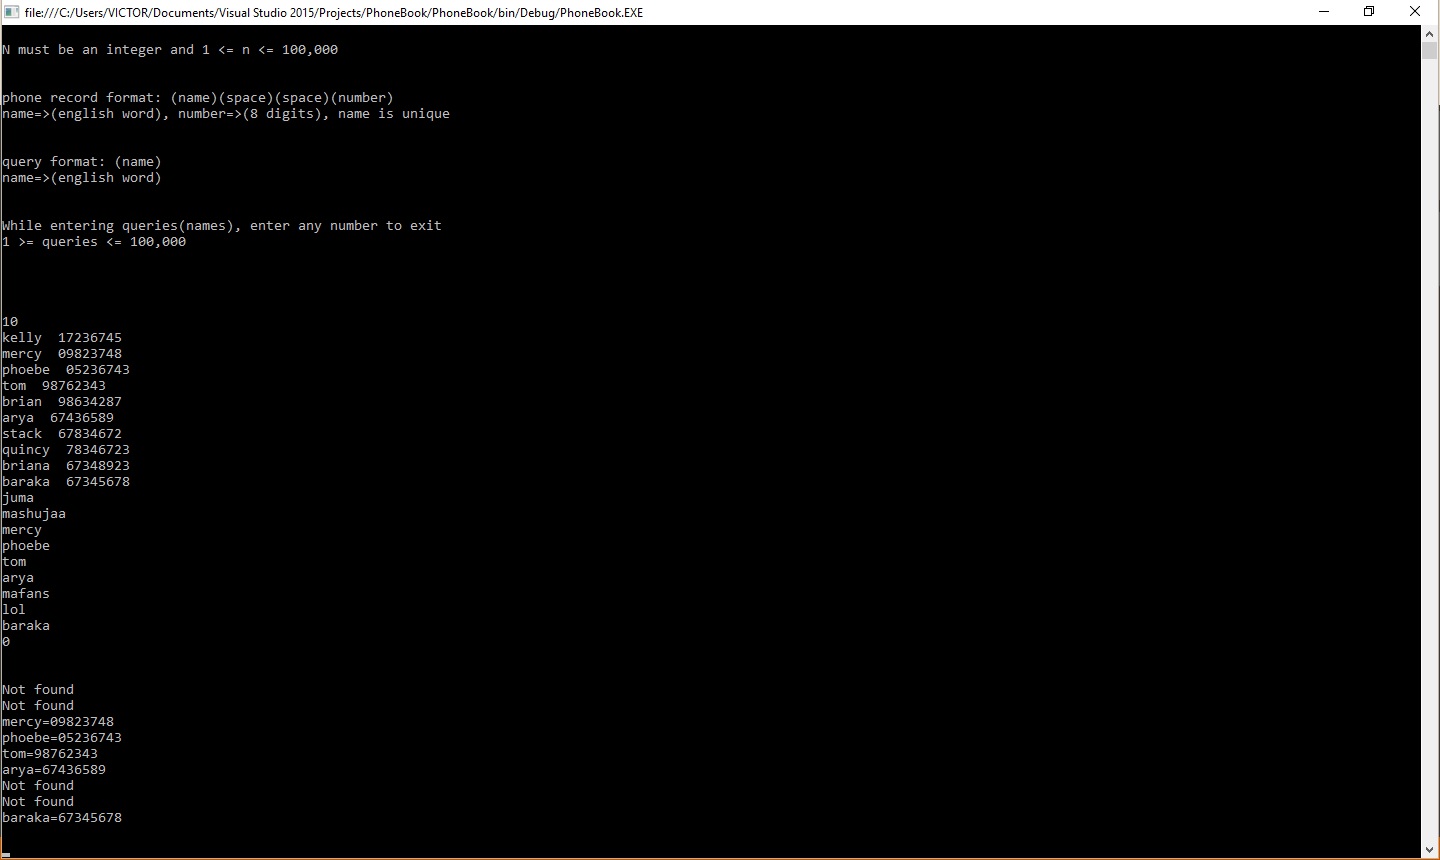 file:///C:/Users/VICTOR/Documents/Visual Studio 2015/Projects/PhoneBook/PhoneBook/bin/Debug/PhoneBook.EXE
N must be an integer and 1 <= n <= 100,000
phone record format: (name)(space)(space)(number)
name=>(english word), number=>(8 digits), name is unique
query format: (name)
name=>(english word)
While entering queries(names), enter any number to exit
1 >= queries <= 100,000
10
kelly  17236745
mercy  09823748
phoebe  05236743
tom  98762343
brian  98634287
arya  67436589
stack  67834672
quincy  78346723
briana  67348923
baraka  67345678
juma
mashujaa
mercy
phoebe
tom
arya
mafans
lol
baraka
0
Not found
Not found
mercy=09823748
phoebe=05236743
tom=98762343
arya=67436589
Not found
Not found
baraka=67345678